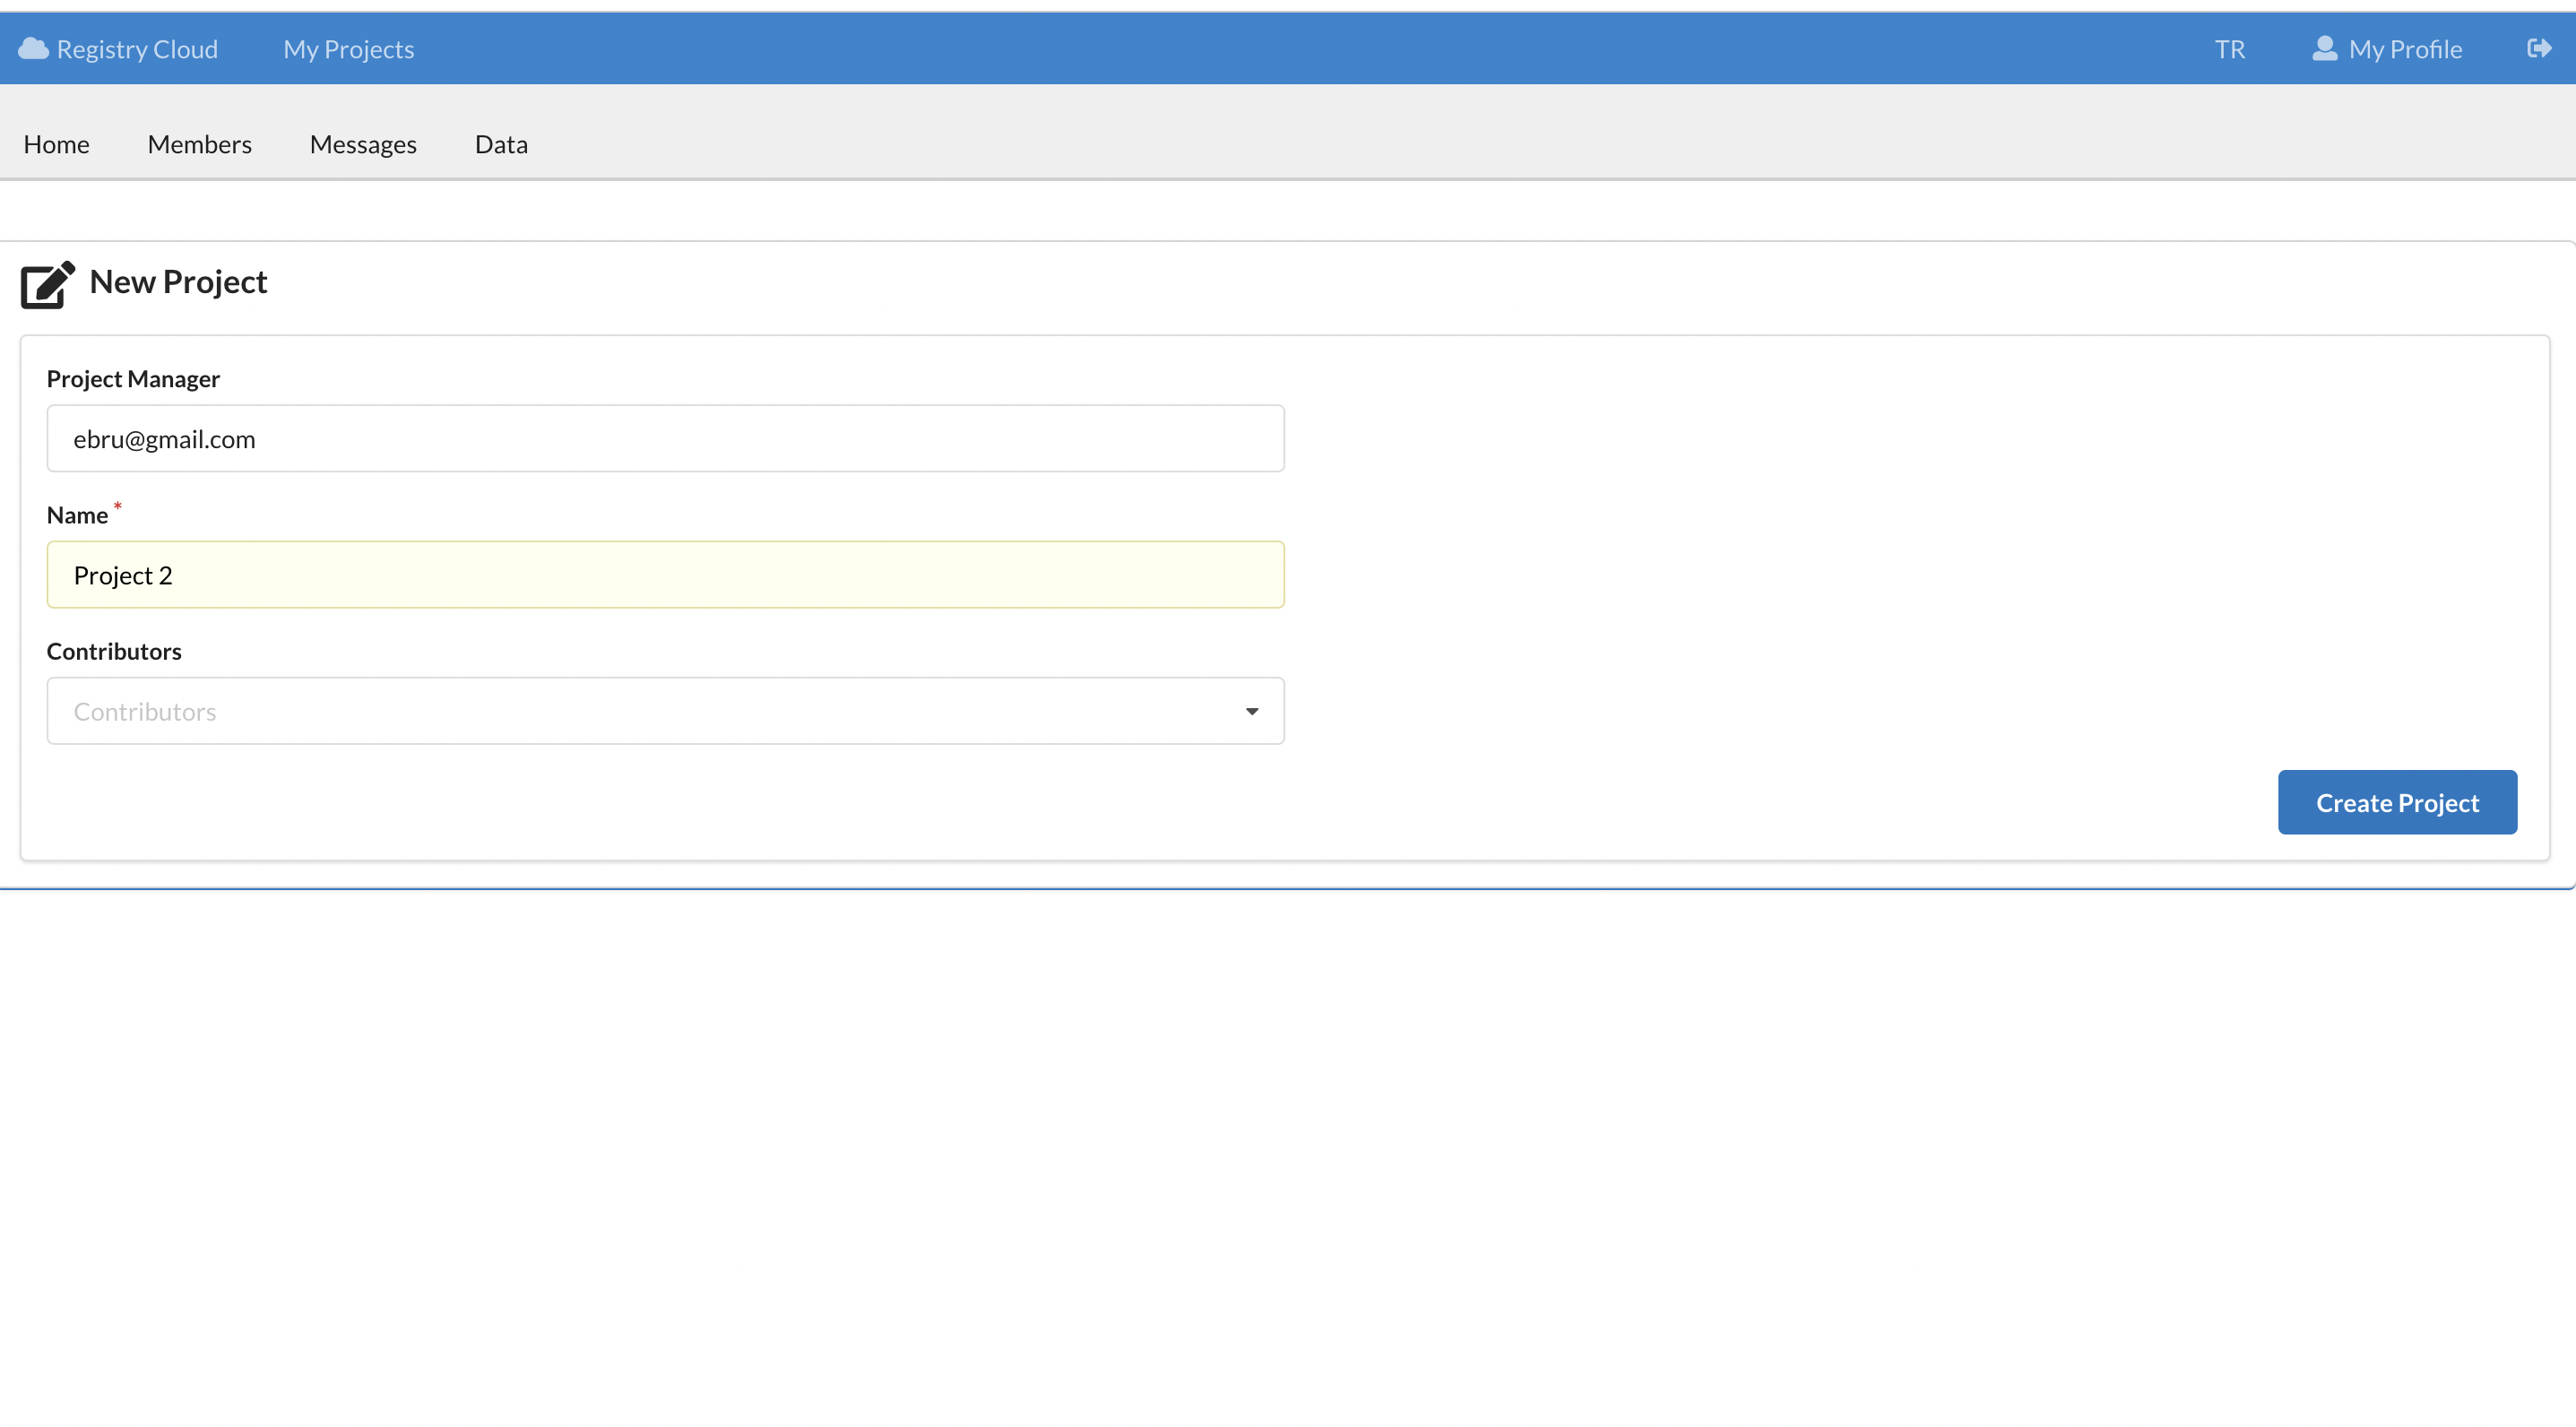 Registry Cloud My Projects TR My Profile
Home Members Messages Data
New Project
Project Manager
ebru@gmail.com
Name *
Project 2
Contributors
Contributors
Create Project